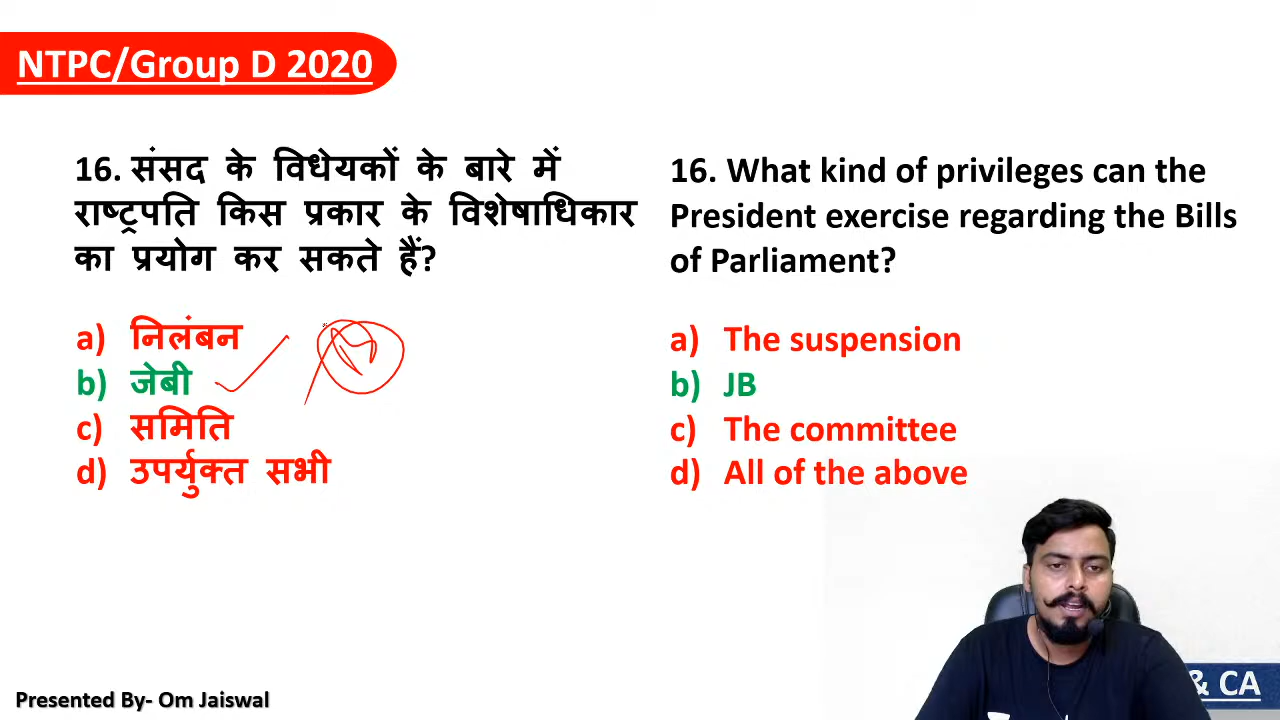 NTPC/Group D 2020
16. संसद के विधेयकों के बारे में
राष्ट्रपति किस प्रकार के विशेषाधिकार
का प्रयोग कर सकते हैं?
a) निलंबन
b) जेबी
c) समिति
d) उपर्युक्त सभी
16. What kind of privileges can the
President exercise regarding the Bills
of Parliament?
a) The suspension
b) JB
c) The committee
d) All of the above
& CA
Presented By- Om Jaiswal